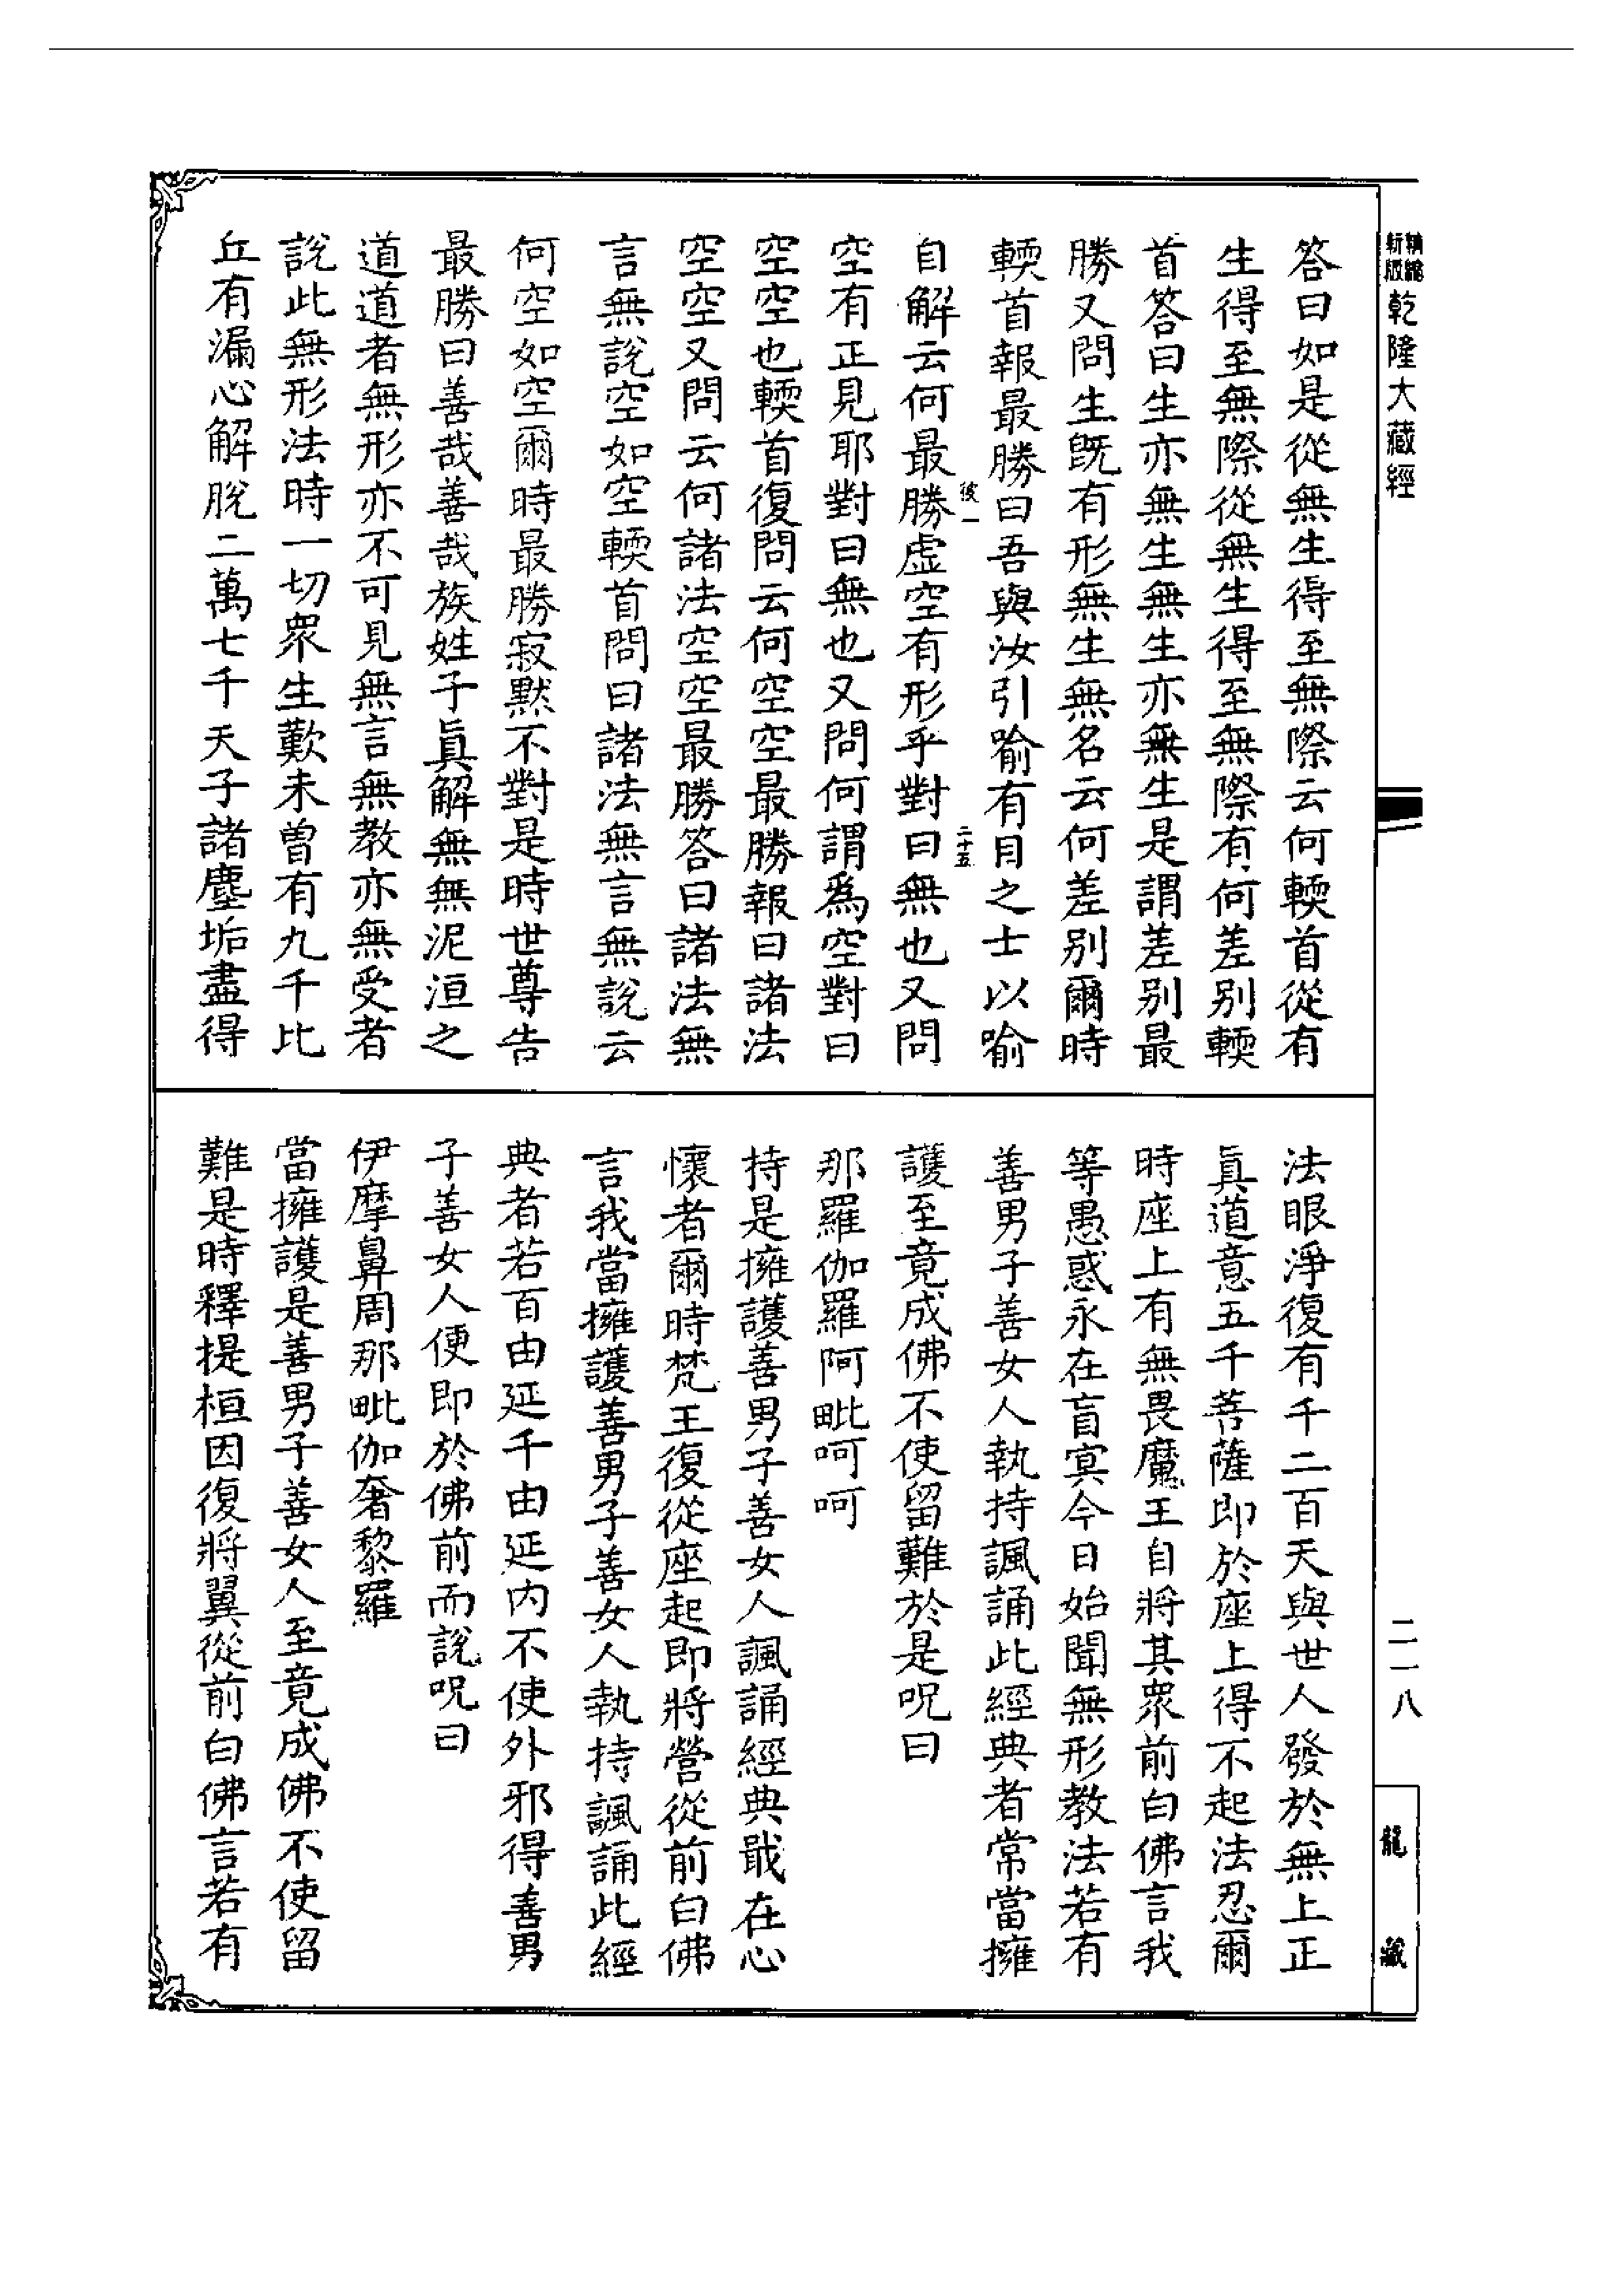 精編
新版
乾隆大藏經
二一八
龍藏
答曰如是從無生得至無際云何輭首從有
生得至無際從無生得至無際有何差別輭
首答曰生亦無生無生亦無生是謂差別最
勝又問生旣有形無生無名云何差別爾時
輭首報最勝曰吾與汝引喻有目之士以喻
彼一
二十五
自解云何最勝虛空有形乎對曰無也又問
空有正見耶對曰無也又問何謂爲空對曰
空空也輭首復問云何空空最勝報曰諸法
空空又問云何諸法空空最勝答曰諸法無
言無說空如空輭首問曰諸法無言無說云
何空如空爾時最勝寂默不對是時世尊告
最勝曰善哉善哉族姓子眞解無無泥洹之
道道者無形亦不可見無言無教亦無受者
說此無形法時一切眾生歎未曾有九千比
丘有漏心解脫二萬七千天子諸塵垢盡得
法眼淨復有千二百天與世人發於無上正
眞道意五千菩薩即於座上得不起法忍爾
時座上有無畏魔王自將其眾前白佛言我
等愚惑永在盲冥今日始聞無形教法若有
善男子善女人執持諷誦此經典者常當擁
護至竟成佛不使留難於是呪曰
那羅伽羅阿毗呵呵
持是擁護善男子善女人諷誦經典戢在心
懷者爾時梵王復從座起即將營從前白佛
言我當擁護善男子善女人執持諷誦此經
典者若百由延千由延內不使外邪得善男
子善女人便即於佛前而說呪曰
伊摩鼻周那毗伽奢黎羅
當擁護是善男子善女人至竟成佛不使留
難是時釋提桓因復將翼從前白佛言若有